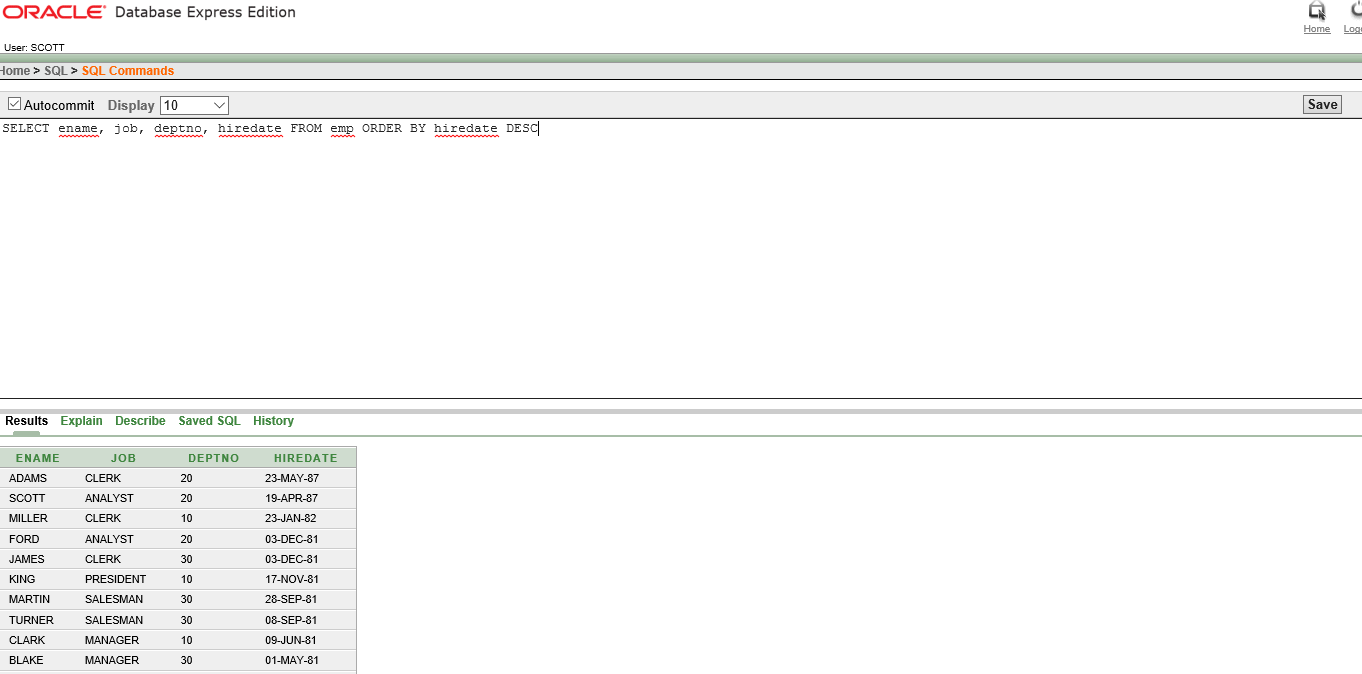 ORACLE® Database Express Edition
Home
User: SCOTT
Home > SQL > SQL Commands
Autocommit Display 10 Save
SELECT ename, job, deptno, hiredate FROM emp ORDER BY hiredate DESC
Results Explain Describe Saved SQL History
ENAME JOB DEPTNO HIREDATE
ADAMS CLERK 20 23-MAY-87
SCOTT ANALYST 20 19-APR-87
MILLER CLERK 10 23-JAN-82
FORD ANALYST 20 03-DEC-81
JAMES CLERK 30 03-DEC-81
KING PRESIDENT 10 17-NOV-81
MARTIN SALESMAN 30 28-SEP-81
TURNER SALESMAN 30 08-SEP-81
CLARK MANAGER 10 09-JUN-81
BLAKE MANAGER 30 01-MAY-81